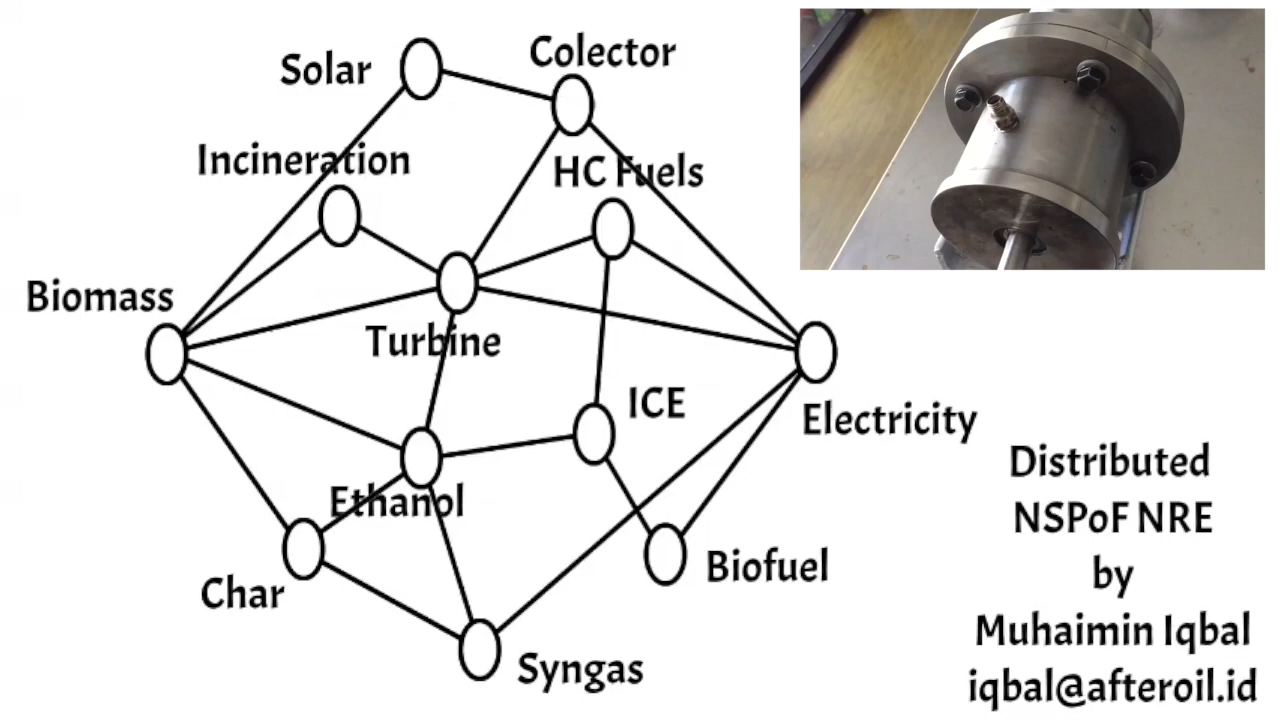 Solar
Colector
Incineration
HC Fuels
Biomass
Turbine
ICE
Electricity
Ethanol
Biofuel
Char
Syngas
Distributed
NSPoF NRE
by
Muhaimin Iqbal
iqbal@afteroil.id